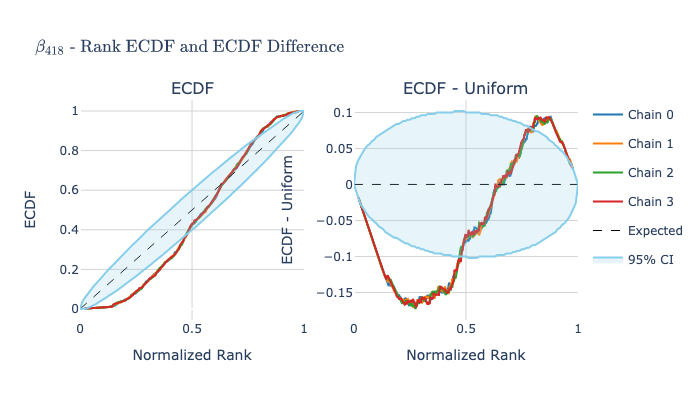 β418 - Rank ECDF and ECDF Difference
ECDF
ECDF - Uniform
1
0.8
0.6
0.4
0.2
0
0
0.5
1
ECDF
Normalized Rank
0.1
0.05
0
−0.05
−0.1
−0.15
0
0.5
1
ECDF - Uniform
Normalized Rank
Chain 0
Chain 1
Chain 2
Chain 3
Expected
95% CI